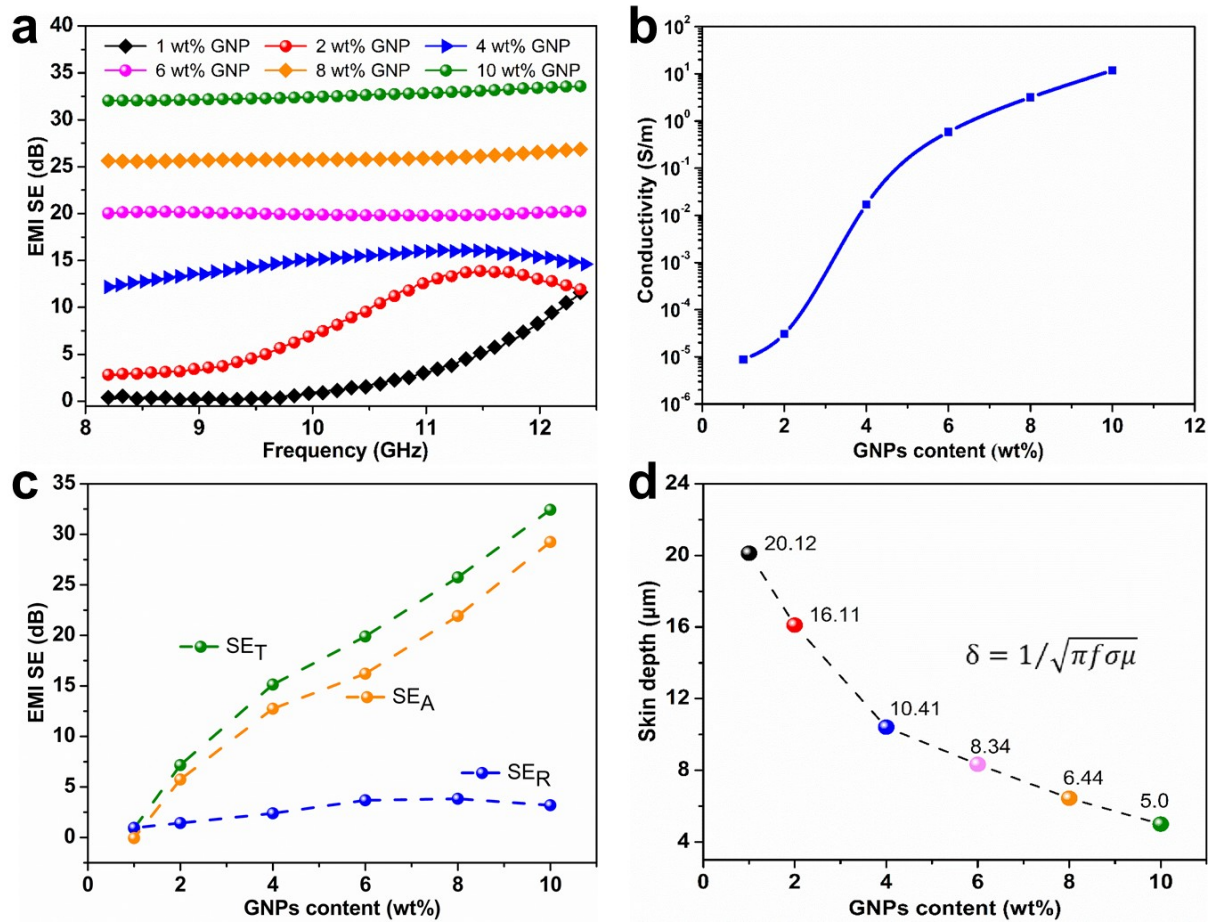 a
40
35
30
25
20
15
10
5
0
EMI SE (dB)
1 wt% GNP 2 wt% GNP 4 wt% GNP
6 wt% GNP 8 wt% GNP 10 wt% GNP
8 9 10 11 12
Frequency (GHz)
b
10²
10¹
10⁰
10⁻¹
10⁻²
10⁻³
10⁻⁴
10⁻⁵
10⁻⁶
Conductivity (S/m)
0 2 4 6 8 10 12
GNPs content (wt%)
c
35
30
25
20
15
10
5
0
EMI SE (dB)
SE_T
SE_A
SE_R
0 2 4 6 8 10
GNPs content (wt%)
d
24
20
16
12
8
4
Skin depth (μm)
20.12
16.11
δ = 1/√πfσμ
10.41
8.34
6.44
5.0
0 2 4 6 8 10
GNPs content (wt%)